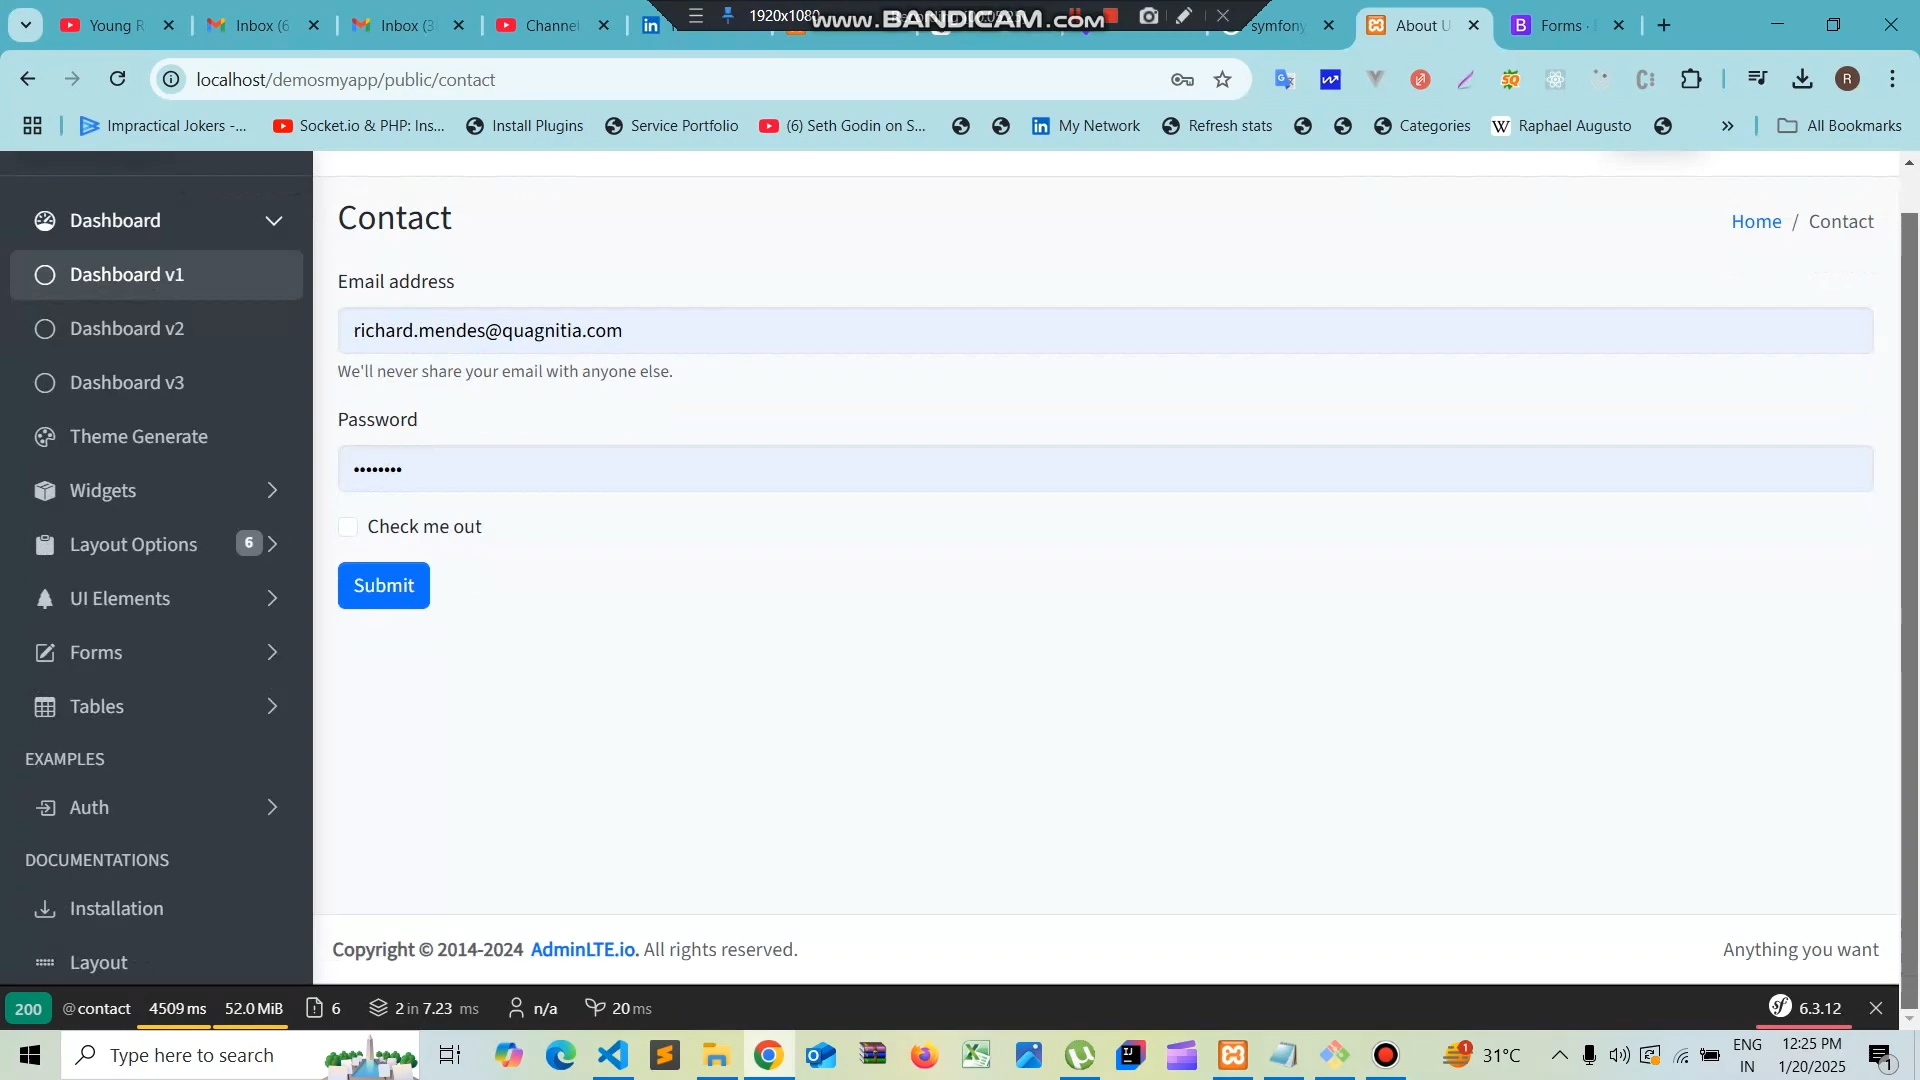 Young R
Inbox (6
Inbox (3
Channel
symfony
About U
Forms ·
1920x1080
www.BANDICAM.com
localhost/demosmyapp/public/contact
Impractical Jokers -...
Socket.io & PHP: Ins...
Install Plugins
Service Portfolio
(6) Seth Godin on S...
My Network
Refresh stats
Categories
Raphael Augusto
All Bookmarks
Dashboard
Dashboard v1
Dashboard v2
Dashboard v3
Theme Generate
Widgets
Layout Options 6
UI Elements
Forms
Tables
EXAMPLES
Auth
DOCUMENTATIONS
Installation
Layout
Contact
Home / Contact
Email address
richard.mendes@quagnitia.com
We'll never share your email with anyone else.
Password
••••••••
Check me out
Submit
Copyright © 2014-2024 AdminLTE.io. All rights reserved.
Anything you want
200 @contact 4509 ms 52.0 MiB 6 2 in 7.23 ms n/a 20 ms
6.3.12
Type here to search
31°C
ENG
IN
12:25 PM
1/20/2025